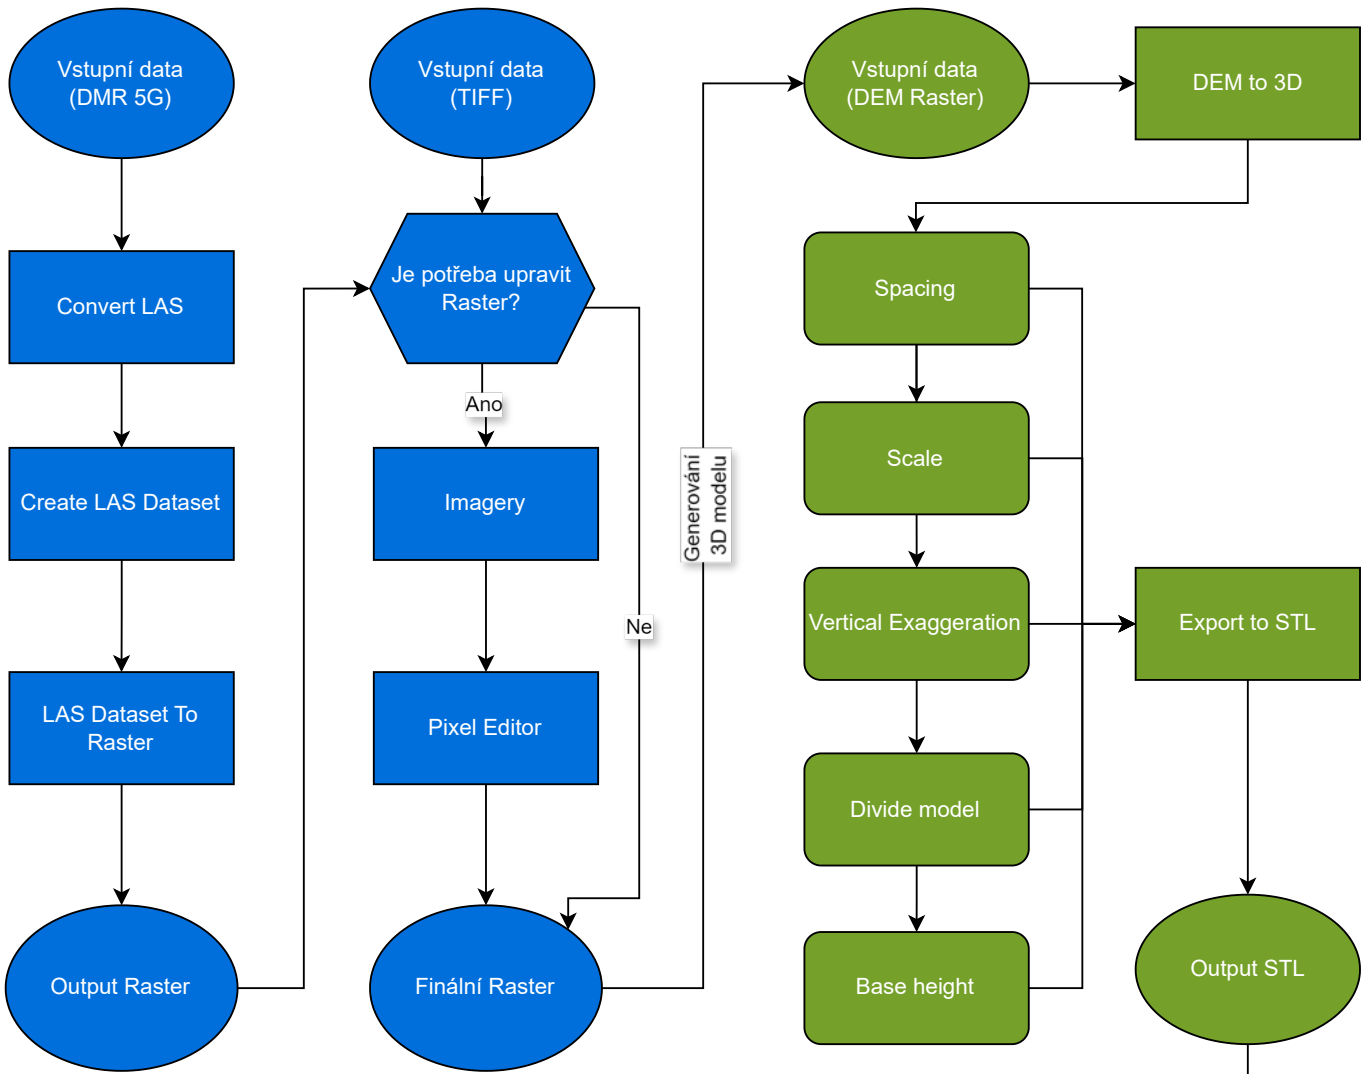 Vstupní data
(DMR 5G)
Convert LAS
Create LAS Dataset
LAS Dataset To
Raster
Output Raster
Vstupní data
(TIFF)
Je potřeba upravit
Raster?
Ano
Imagery
Ne
Pixel Editor
Finální Raster
Generování
3D modelu
Vstupní data
(DEM Raster)
DEM to 3D
Spacing
Scale
Vertical Exaggeration
Divide model
Base height
Export to STL
Output STL